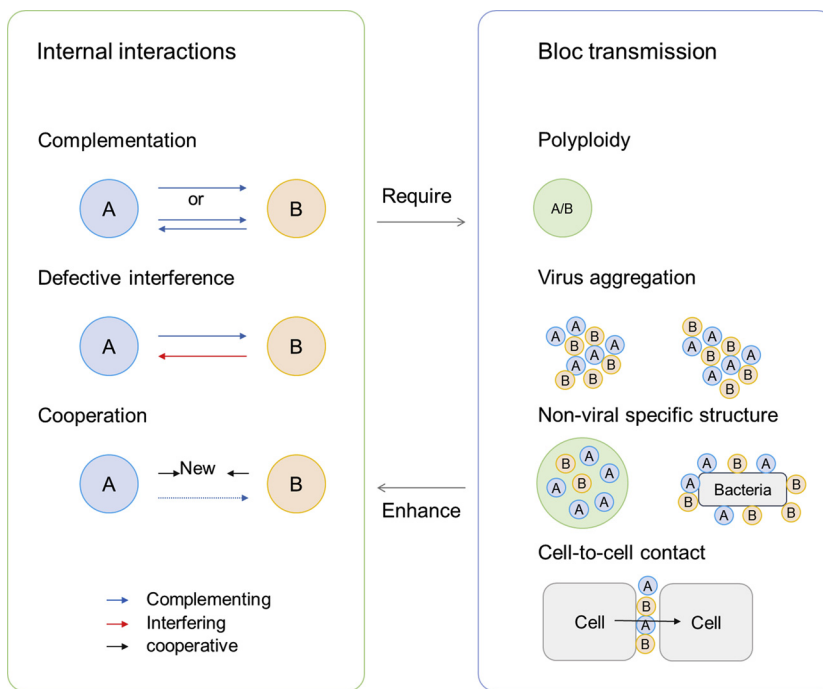 Internal interactions
Complementation
A
or
B
Defective interference
A
B
Cooperation
A
New
B
Complementing
Interfering
cooperative
Require
Enhance
Bloc transmission
Polyploidy
A/B
Virus aggregation
A
A B
B A
A
A B
B B
B
A A
B
B A
A
A B
B
Non-viral specific structure
A
B A
A B
A A
A B A
A B
Bacteria
B
A B B
Cell-to-cell contact
A
B
Cell A Cell
B